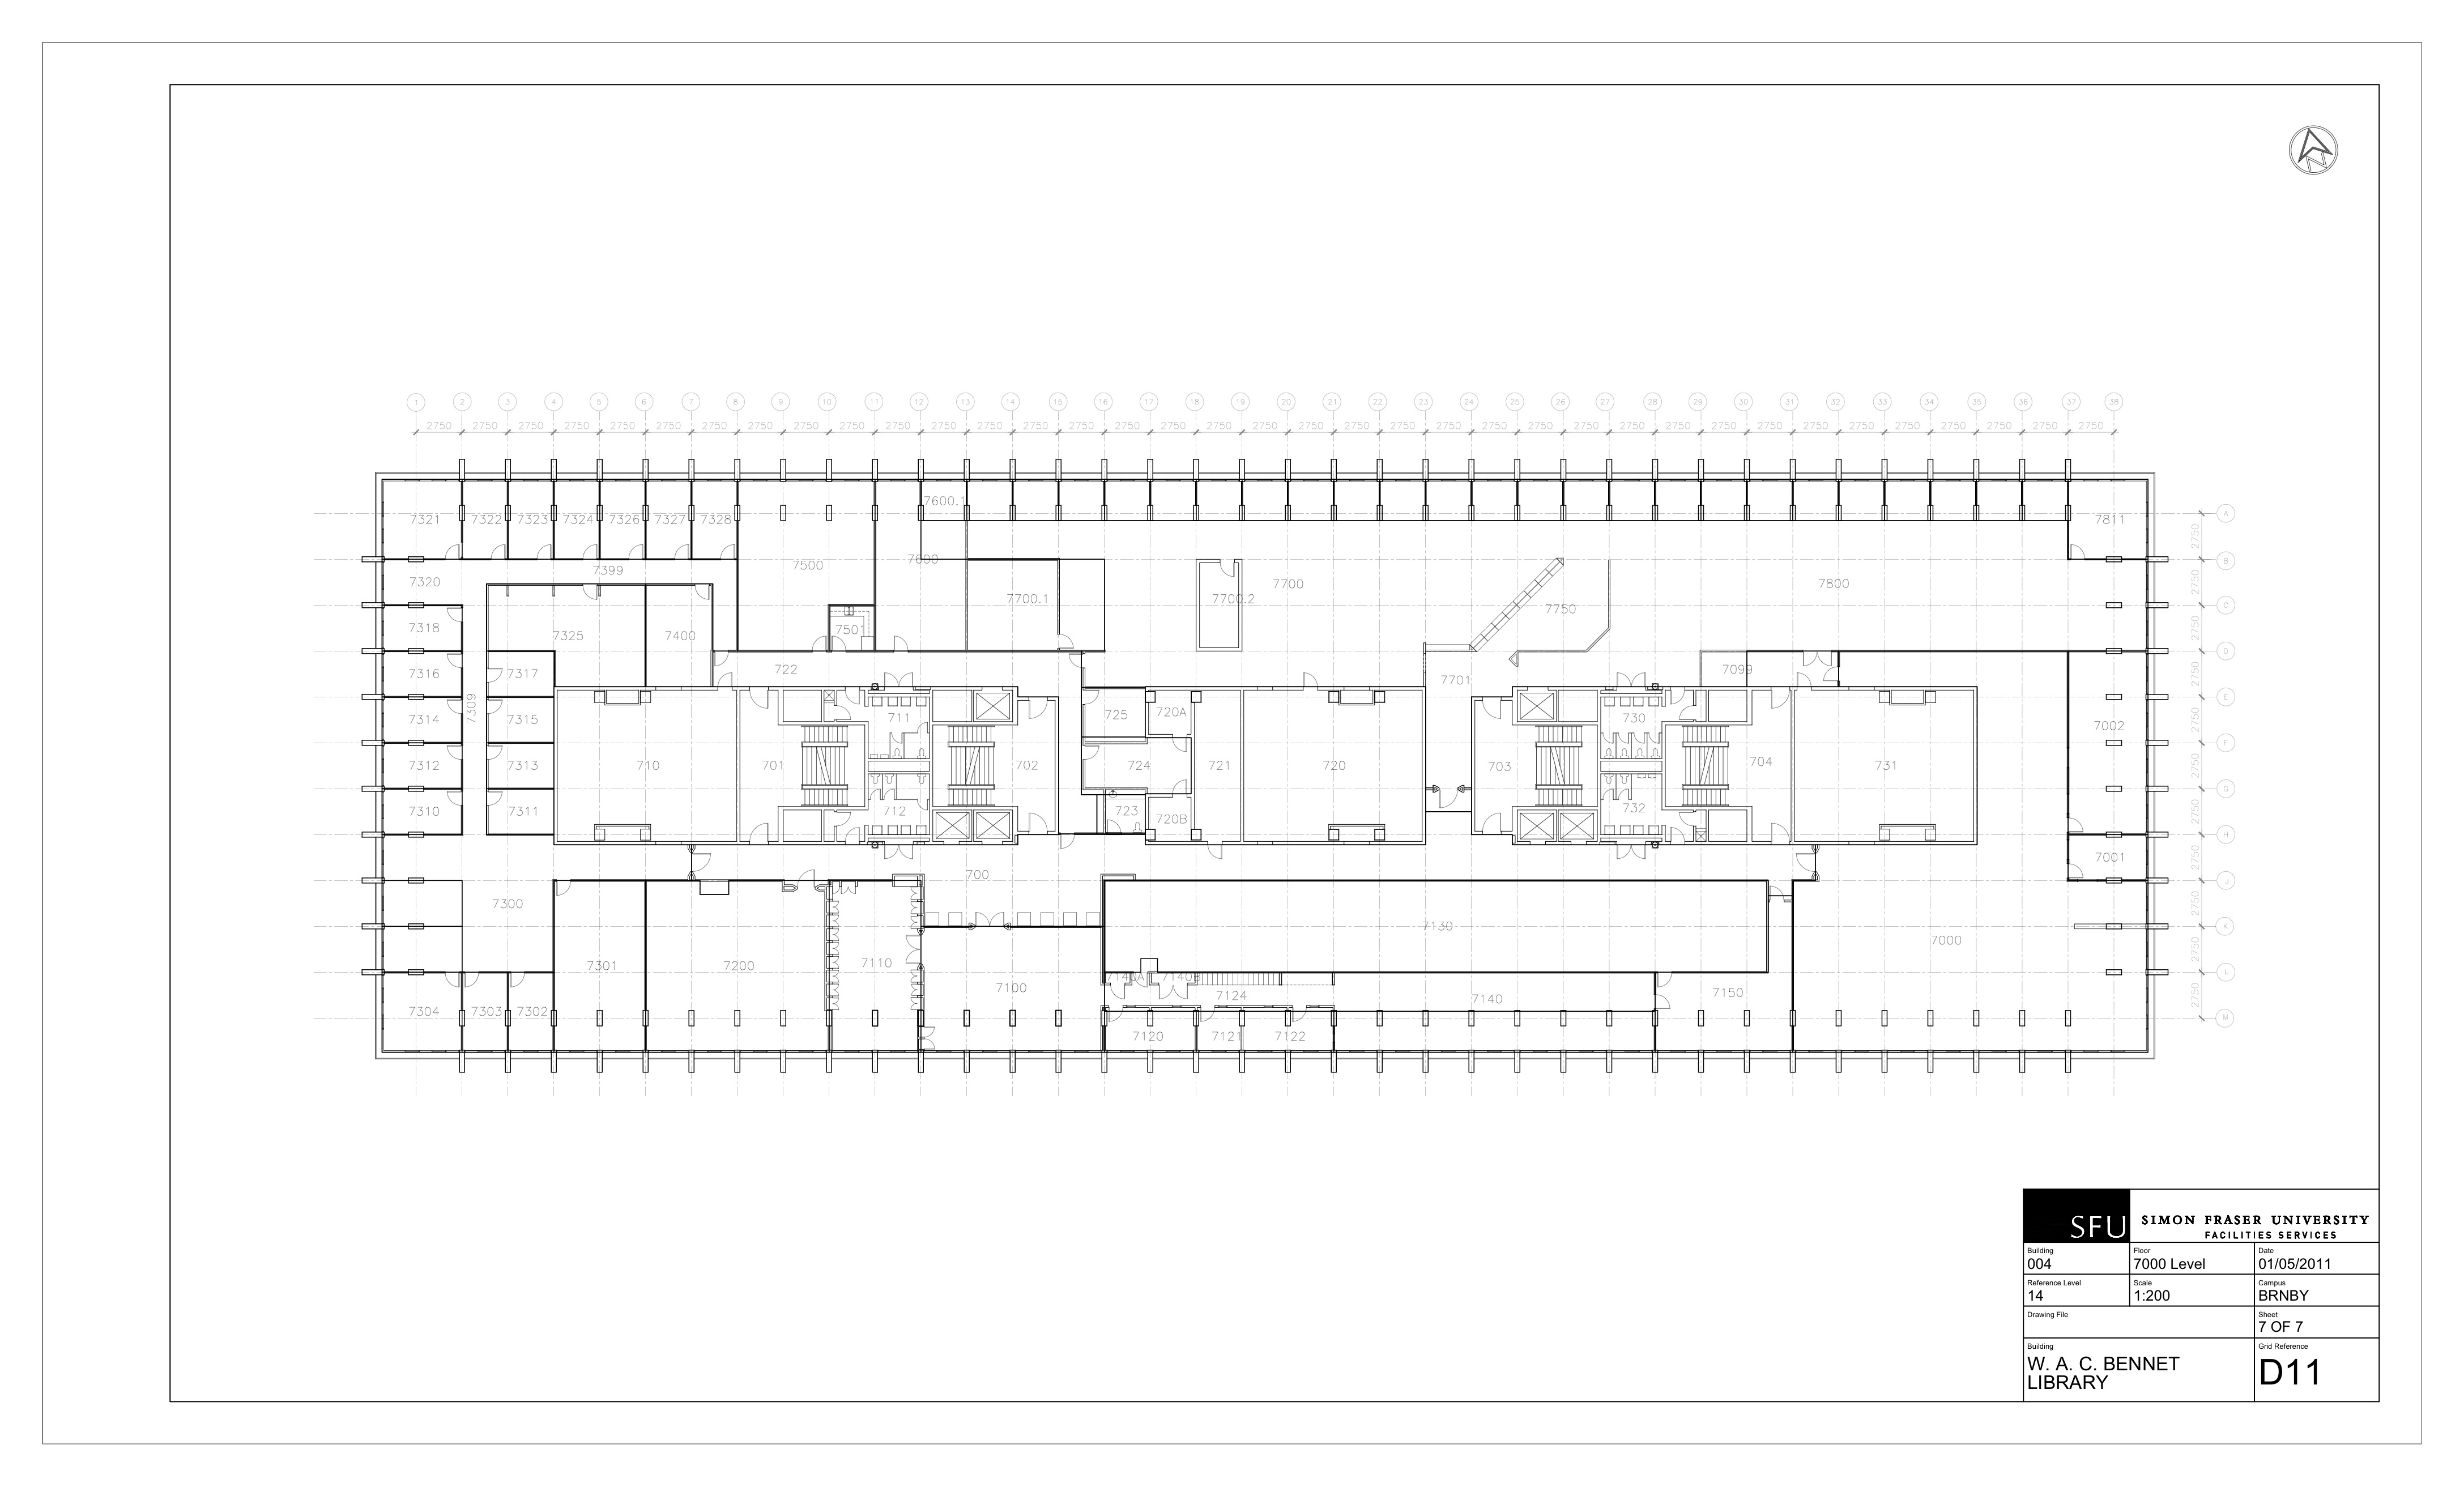 1 2 3 4 5 6 7 8 9 10 11 12 13 14 15 16 17 18 19 20 21 22 23 24 25 26 27 28 29 30 31 32 33 34 35 36 37 38
2750 2750 2750 2750 2750 2750 2750 2750 2750 2750 2750 2750 2750 2750 2750 2750 2750 2750 2750 2750 2750 2750 2750 2750 2750 2750 2750 2750 2750 2750 2750 2750 2750 2750 2750 2750 2750
7600.1
7321 7322 7323 7324 7326 7327 7328 7811 A
2750
7600 B
7399 7500
7320 7700 7800 2750
7700.1 7700.2 C
7750
7318 7325 7400 7501 2750
D
7316 7317 722 7701 7099 2750
E
7309
7314 7315 711 725 720A 730 7002 2750
F
7312 7313 710 701 702 724 721 720 703 704 731 2750
G
7310 7311 712 723 720B 732 2750
H
7001 2750
700 J
7300 2750
7130 K
7000
7301 7200 7110 2750
7140A 7140B L
7100 7124 7140 7150 2750
7304 7303 7302 M
7120 7121 7122
SFU
SIMON FRASER UNIVERSITY
FACILITIES SERVICES
Building Floor Date
004 7000 Level 01/05/2011
Reference Level Scale Campus
14 1:200 BRNBY
Drawing File Sheet
7 OF 7
Building Grid Reference
W. A. C. BENNET
LIBRARY
D11